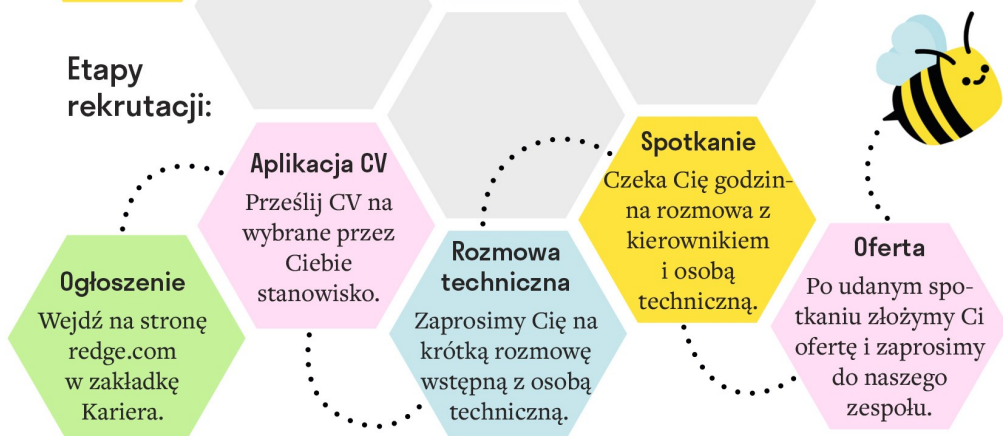 Etapy
rekrutacji:
Ogłoszenie
Wejdź na stronę
redge.com
w zakładkę
Kariera.
Aplikacja CV
Prześlij CV na
wybrane przez
Ciebie
stanowisko.
Rozmowa
techniczna
Zaprosimy Cię na
krótką rozmowę
wstępną z osobą
techniczną.
Spotkanie
Czeka Cię godzin-
na rozmowa z
kierownikiem
i osobą
techniczną.
Oferta
Po udanym spo-
tkaniu złożymy Ci
ofertę i zaprosimy
do naszego
zespołu.